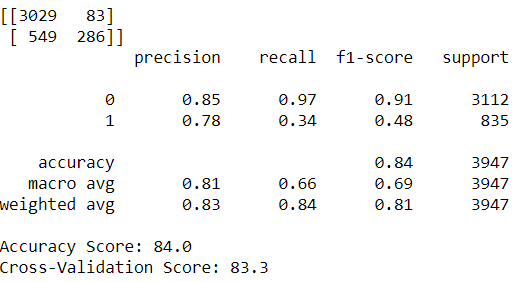 [[3029 83]
[ 549 286]]
precision recall f1-score support
0 0.85 0.97 0.91 3112
1 0.78 0.34 0.48 835
accuracy 0.84 3947
macro avg 0.81 0.66 0.69 3947
weighted avg 0.83 0.84 0.81 3947
Accuracy Score: 84.0
Cross-Validation Score: 83.3